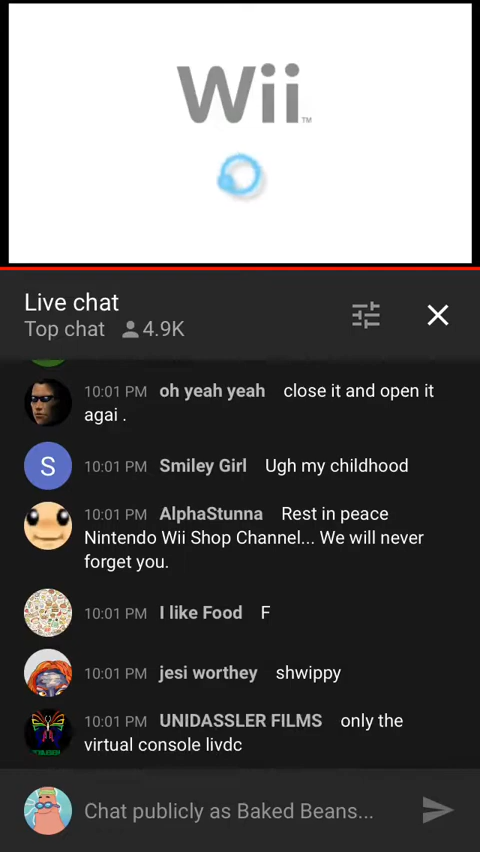 Wii™
Live chat
Top chat 4.9K
10:01 PM oh yeah yeah close it and open it
agai .
S
10:01 PM Smiley Girl Ugh my childhood
10:01 PM AlphaStunna Rest in peace
Nintendo Wii Shop Channel... We will never
forget you.
10:01 PM I like Food F
10:01 PM jesi worthey shwippy
10:01 PM UNIDASSLER FILMS only the
virtual console livdc
Chat publicly as Baked Beans...